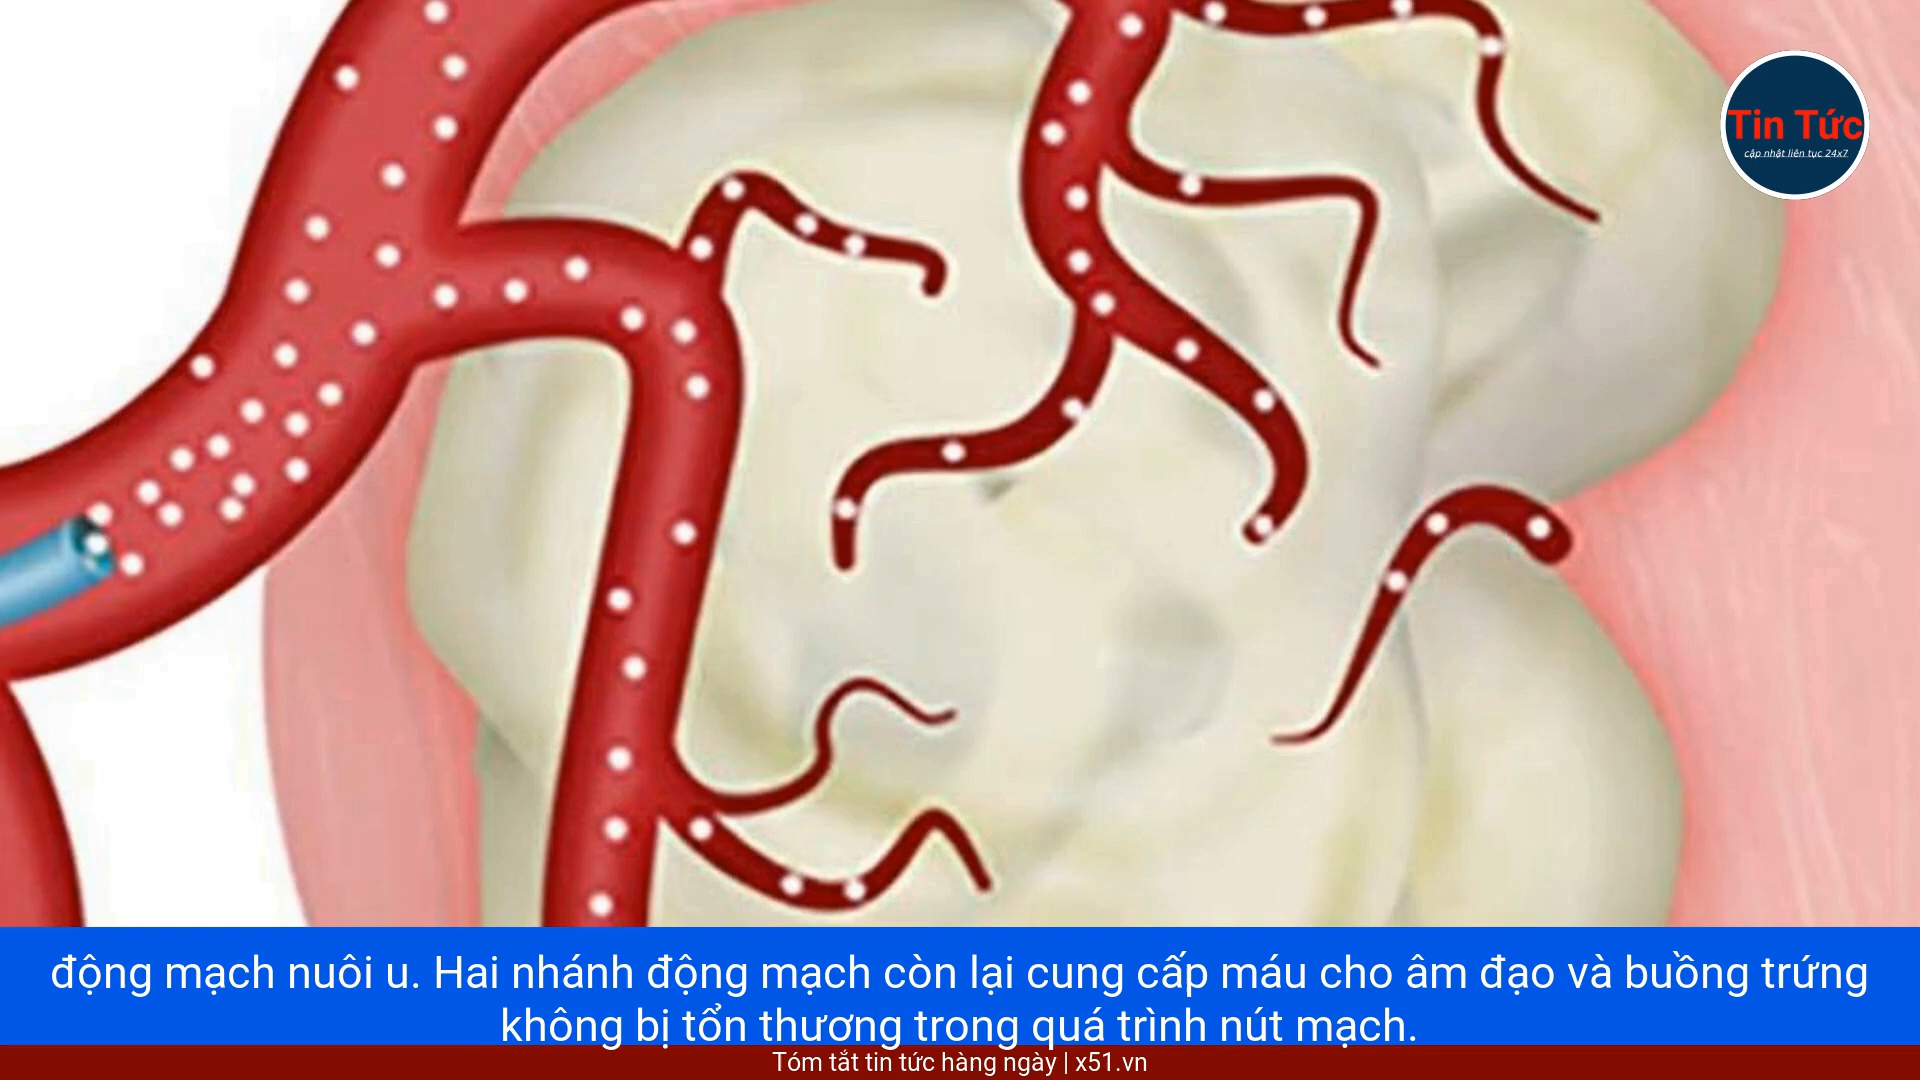 Tin Tức
cập nhật liên tục 24x7
động mạch nuôi u. Hai nhánh động mạch còn lại cung cấp máu cho âm đạo và buồng trứng
không bị tổn thương trong quá trình nút mạch.
Tóm tắt tin tức hàng ngày | x51.vn